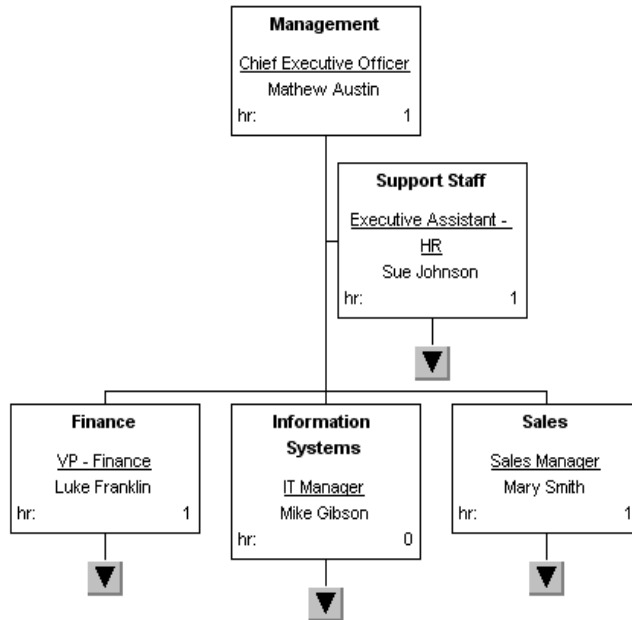 Management
Chief Executive Officer
Mathew Austin
hr: 1
Support Staff
Executive Assistant -
HR
Sue Johnson
hr: 1
Finance
VP - Finance
Luke Franklin
hr: 1
Information
Systems
IT Manager
Mike Gibson
hr: 0
Sales
Sales Manager
Mary Smith
hr: 1